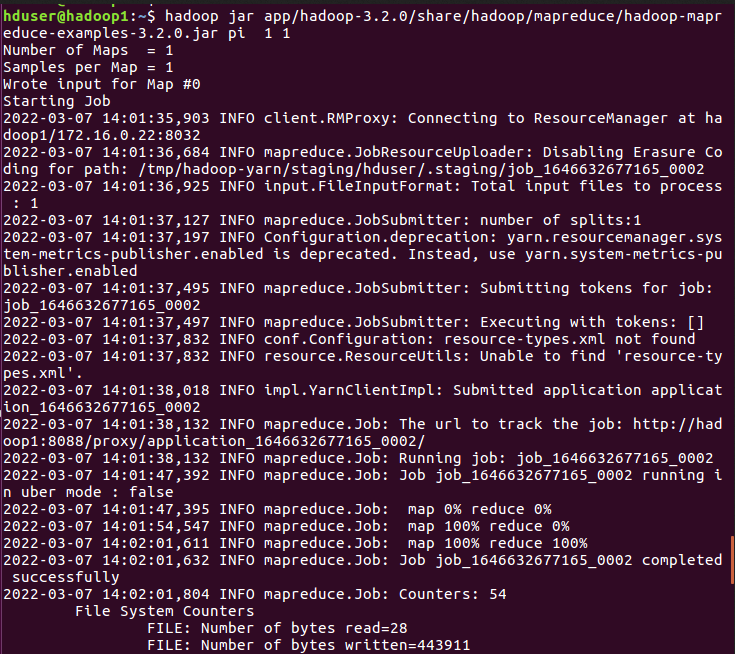 hduser@hadoop1:~$ hadoop jar app/hadoop-3.2.0/share/hadoop/mapreduce/hadoop-mapr
educe-examples-3.2.0.jar pi  1 1
Number of Maps  = 1
Samples per Map = 1
Wrote input for Map #0
Starting Job
2022-03-07 14:01:35,903 INFO client.RMProxy: Connecting to ResourceManager at ha
doop1/172.16.0.22:8032
2022-03-07 14:01:36,684 INFO mapreduce.JobResourceUploader: Disabling Erasure Co
ding for path: /tmp/hadoop-yarn/staging/hduser/.staging/job_1646632677165_0002
2022-03-07 14:01:36,925 INFO input.FileInputFormat: Total input files to process
 : 1
2022-03-07 14:01:37,127 INFO mapreduce.JobSubmitter: number of splits:1
2022-03-07 14:01:37,197 INFO Configuration.deprecation: yarn.resourcemanager.sys
tem-metrics-publisher.enabled is deprecated. Instead, use yarn.system-metrics-pu
blisher.enabled
2022-03-07 14:01:37,495 INFO mapreduce.JobSubmitter: Submitting tokens for job:
job_1646632677165_0002
2022-03-07 14:01:37,497 INFO mapreduce.JobSubmitter: Executing with tokens: []
2022-03-07 14:01:37,832 INFO conf.Configuration: resource-types.xml not found
2022-03-07 14:01:37,832 INFO resource.ResourceUtils: Unable to find 'resource-ty
pes.xml'.
2022-03-07 14:01:38,018 INFO impl.YarnClientImpl: Submitted application applicat
ion_1646632677165_0002
2022-03-07 14:01:38,132 INFO mapreduce.Job: The url to track the job: http://had
oop1:8088/proxy/application_1646632677165_0002/
2022-03-07 14:01:38,132 INFO mapreduce.Job: Running job: job_1646632677165_0002
2022-03-07 14:01:47,392 INFO mapreduce.Job: Job job_1646632677165_0002 running i
n uber mode : false
2022-03-07 14:01:47,395 INFO mapreduce.Job:  map 0% reduce 0%
2022-03-07 14:01:54,547 INFO mapreduce.Job:  map 100% reduce 0%
2022-03-07 14:02:01,611 INFO mapreduce.Job:  map 100% reduce 100%
2022-03-07 14:02:01,632 INFO mapreduce.Job: Job job_1646632677165_0002 completed
 successfully
2022-03-07 14:02:01,804 INFO mapreduce.Job: Counters: 54
        File System Counters
                FILE: Number of bytes read=28
                FILE: Number of bytes written=443911